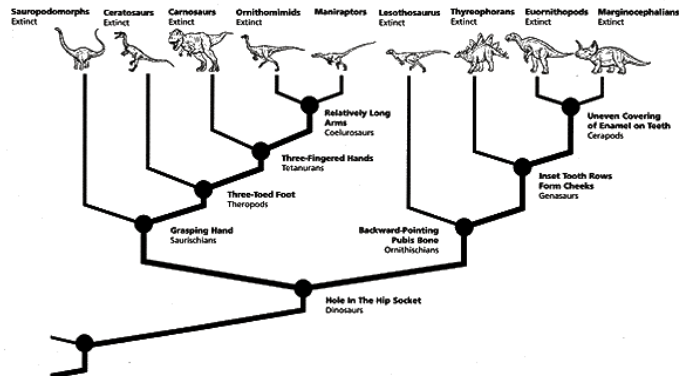 Sauropodomorphs
Extinct
Ceratosaurs
Extinct
Carnosaurs
Extinct
Ornithomimids
Extinct
Maniraptors
Lesothosaurus
Extinct
Thyreophorans
Extinct
Euornithopods
Extinct
Marginocephalians
Extinct
Relatively Long
Arms
Coelurosaurs
Uneven Covering
of Enamel on Teeth
Cerapods
Three-Fingered Hands
Tetanurans
Inset Tooth Rows
Form Cheeks
Genasaurs
Three-Toed Foot
Theropods
Grasping Hand
Saurischians
Backward-Pointing
Pubis Bone
Ornithischians
Hole In The Hip Socket
Dinosaurs